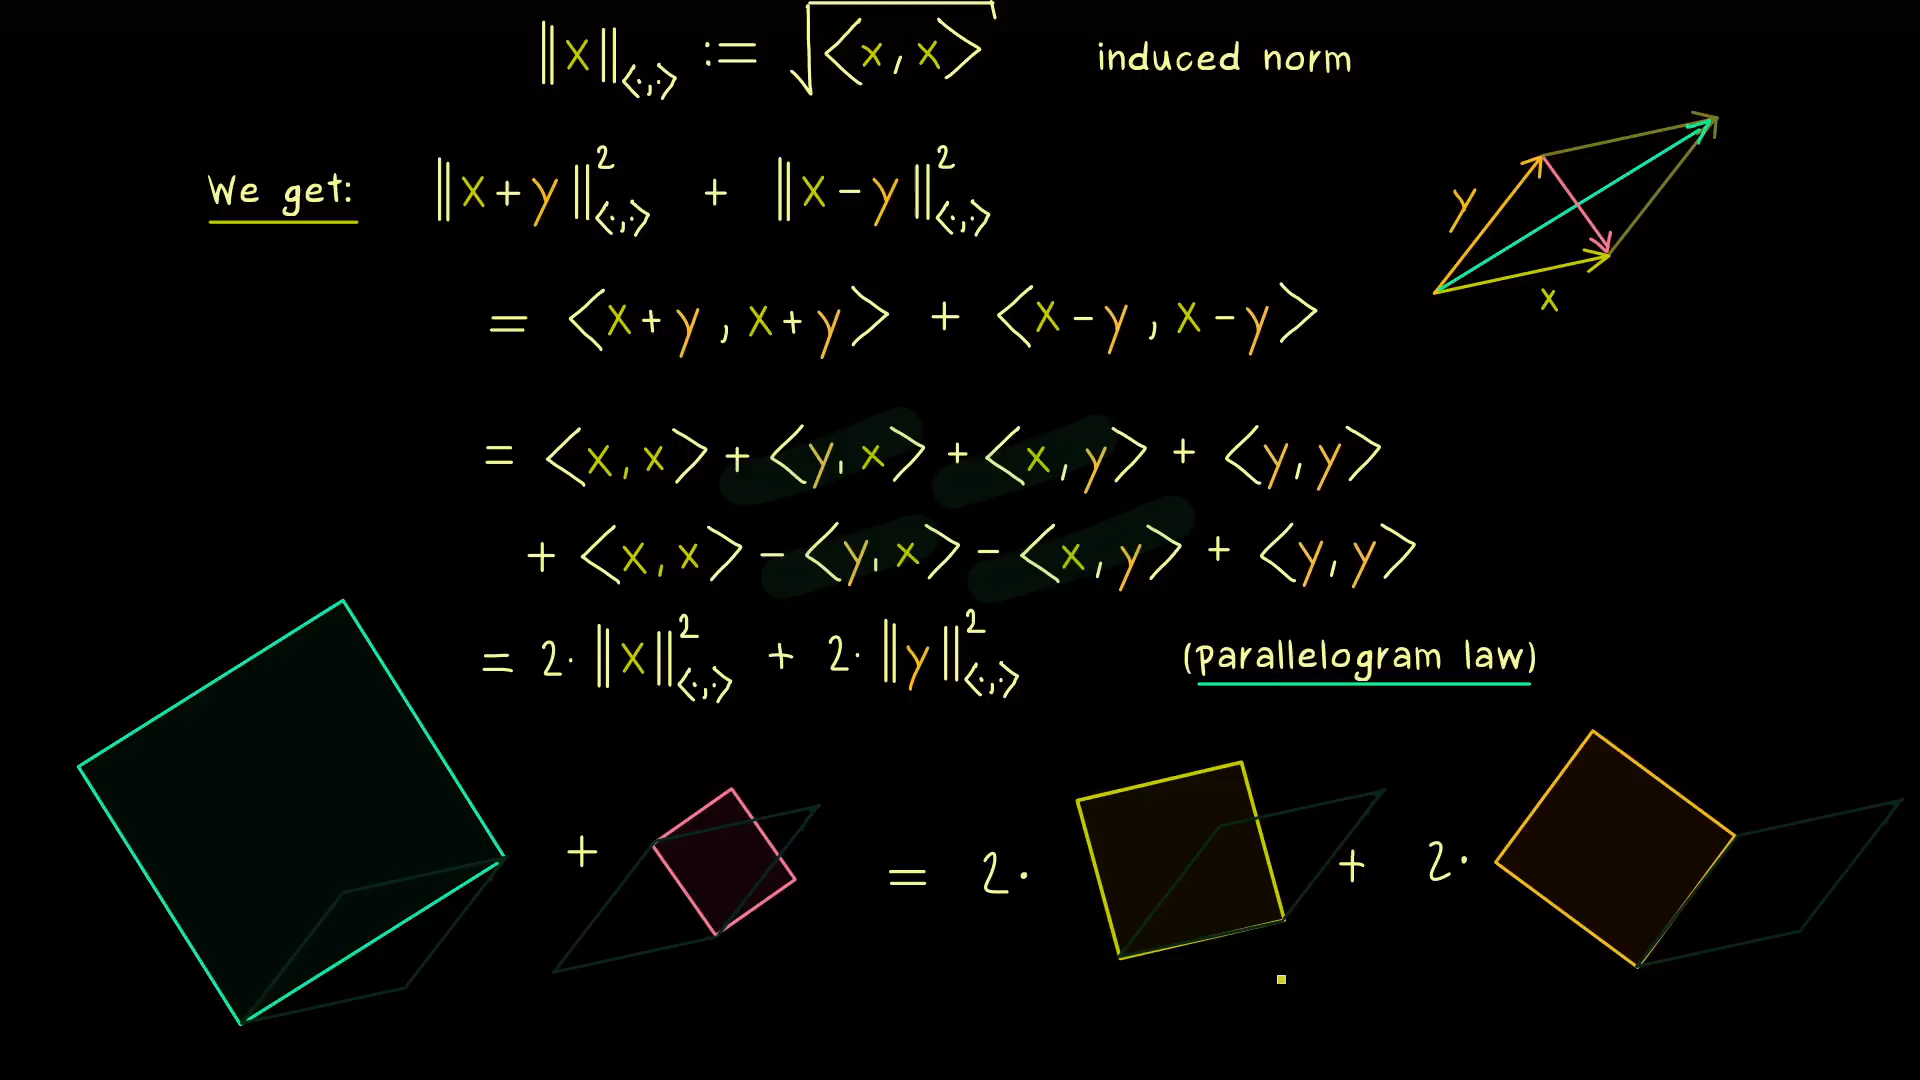 ‖x‖⟨·,·⟩ := √⟨x, x⟩ induced norm
We get: ‖x+y‖²⟨·,·⟩ + ‖x−y‖²⟨·,·⟩
y
x
= ⟨x+y, x+y⟩ + ⟨x−y, x−y⟩
= ⟨x, x⟩ + ⟨y, x⟩ + ⟨x, y⟩ + ⟨y, y⟩
+ ⟨x, x⟩ − ⟨y, x⟩ − ⟨x, y⟩ + ⟨y, y⟩
= 2·‖x‖²⟨·,·⟩ + 2·‖y‖²⟨·,·⟩ (parallelogram law)
+ = 2· + 2·